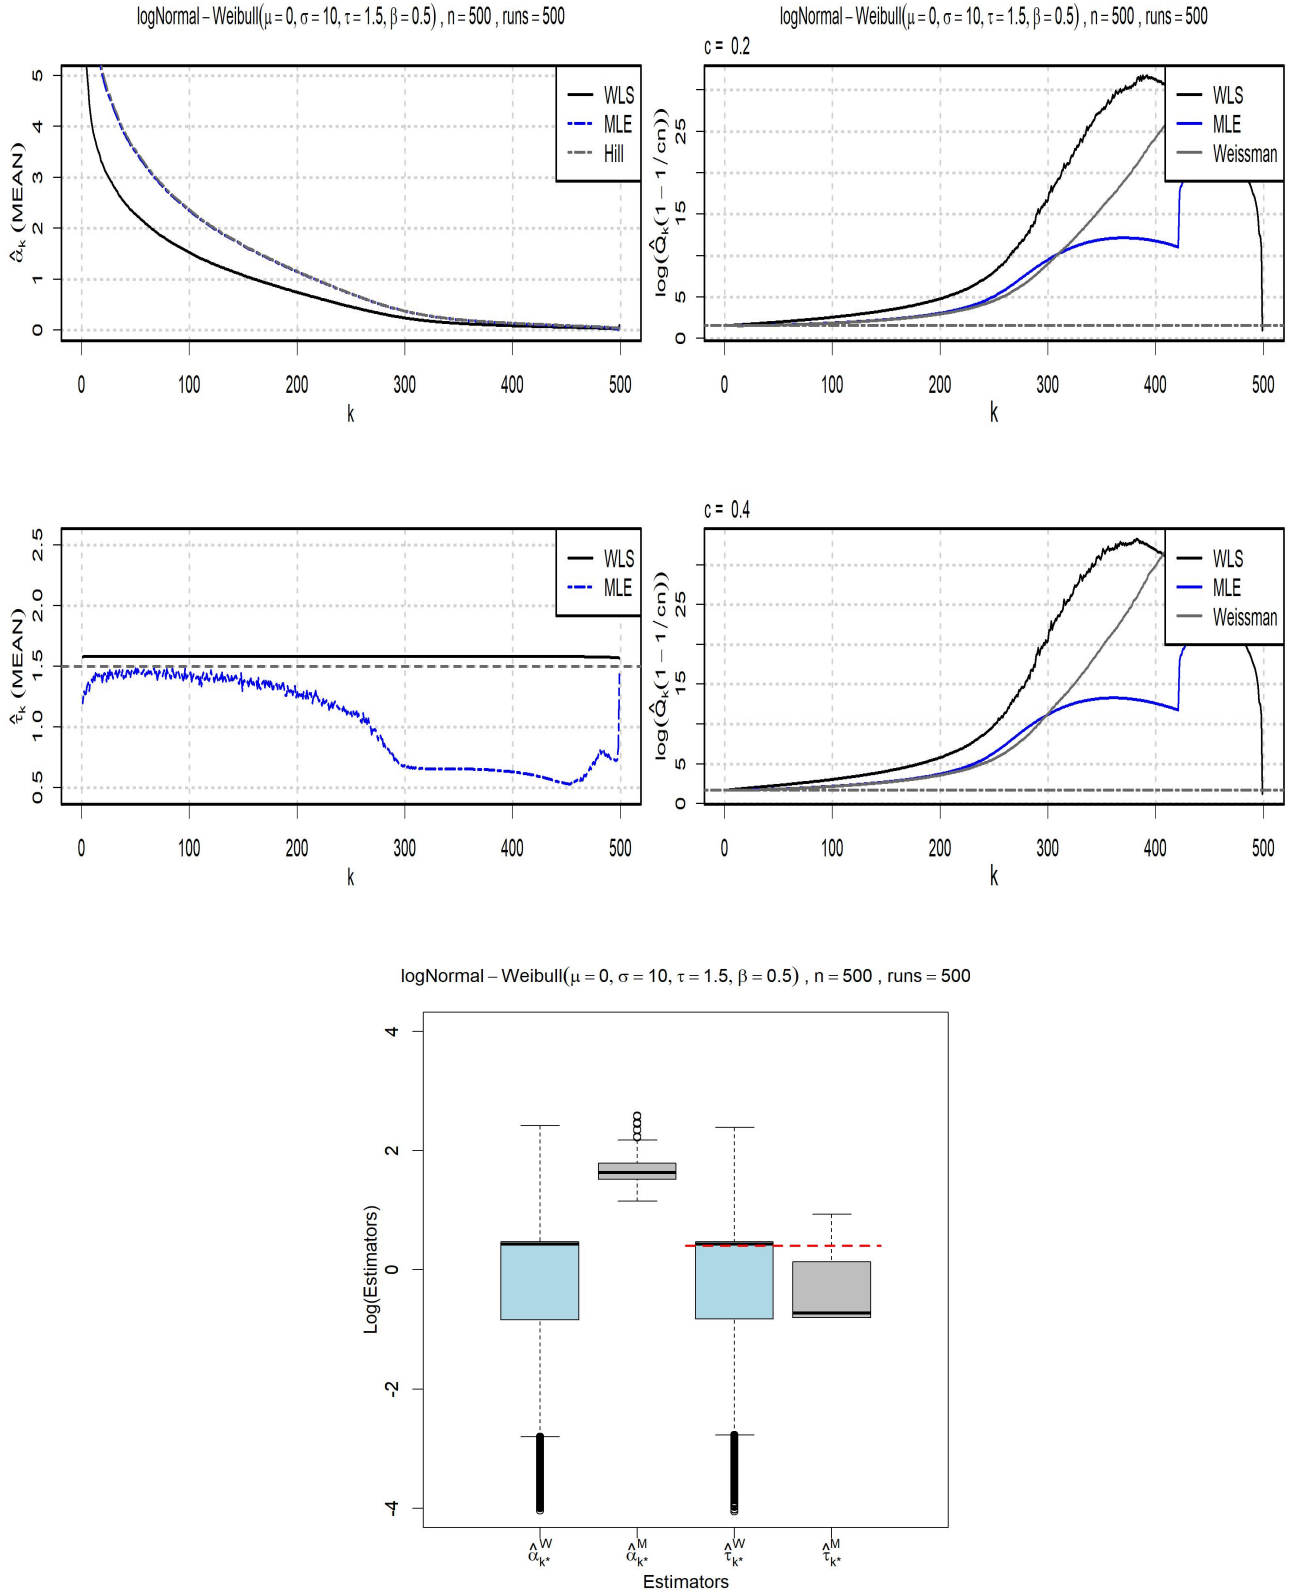 logNormal − Weibull(μ = 0, σ = 10, τ = 1.5, β = 0.5) , n = 500 , runs = 500
α̂k (MEAN)
5
4
3
2
1
0
WLS
MLE
Hill
0 100 200 300 400 500
k
logNormal − Weibull(μ = 0, σ = 10, τ = 1.5, β = 0.5) , n = 500 , runs = 500
c = 0.2
log(Q̂k(1 − 1/cn))
25
15
5
0
WLS
MLE
Weissman
0 100 200 300 400 500
k
τ̂k (MEAN)
2.5
2.0
1.5
1.0
0.5
WLS
MLE
0 100 200 300 400 500
k
c = 0.4
log(Q̂k(1 − 1/cn))
25
15
5
0
WLS
MLE
Weissman
0 100 200 300 400 500
k
logNormal − Weibull(μ = 0, σ = 10, τ = 1.5, β = 0.5) , n = 500 , runs = 500
Log(Estimators)
4
2
0
-2
-4
α̂Wk* α̂Mk* τ̂Wk* τ̂Mk*
Estimators